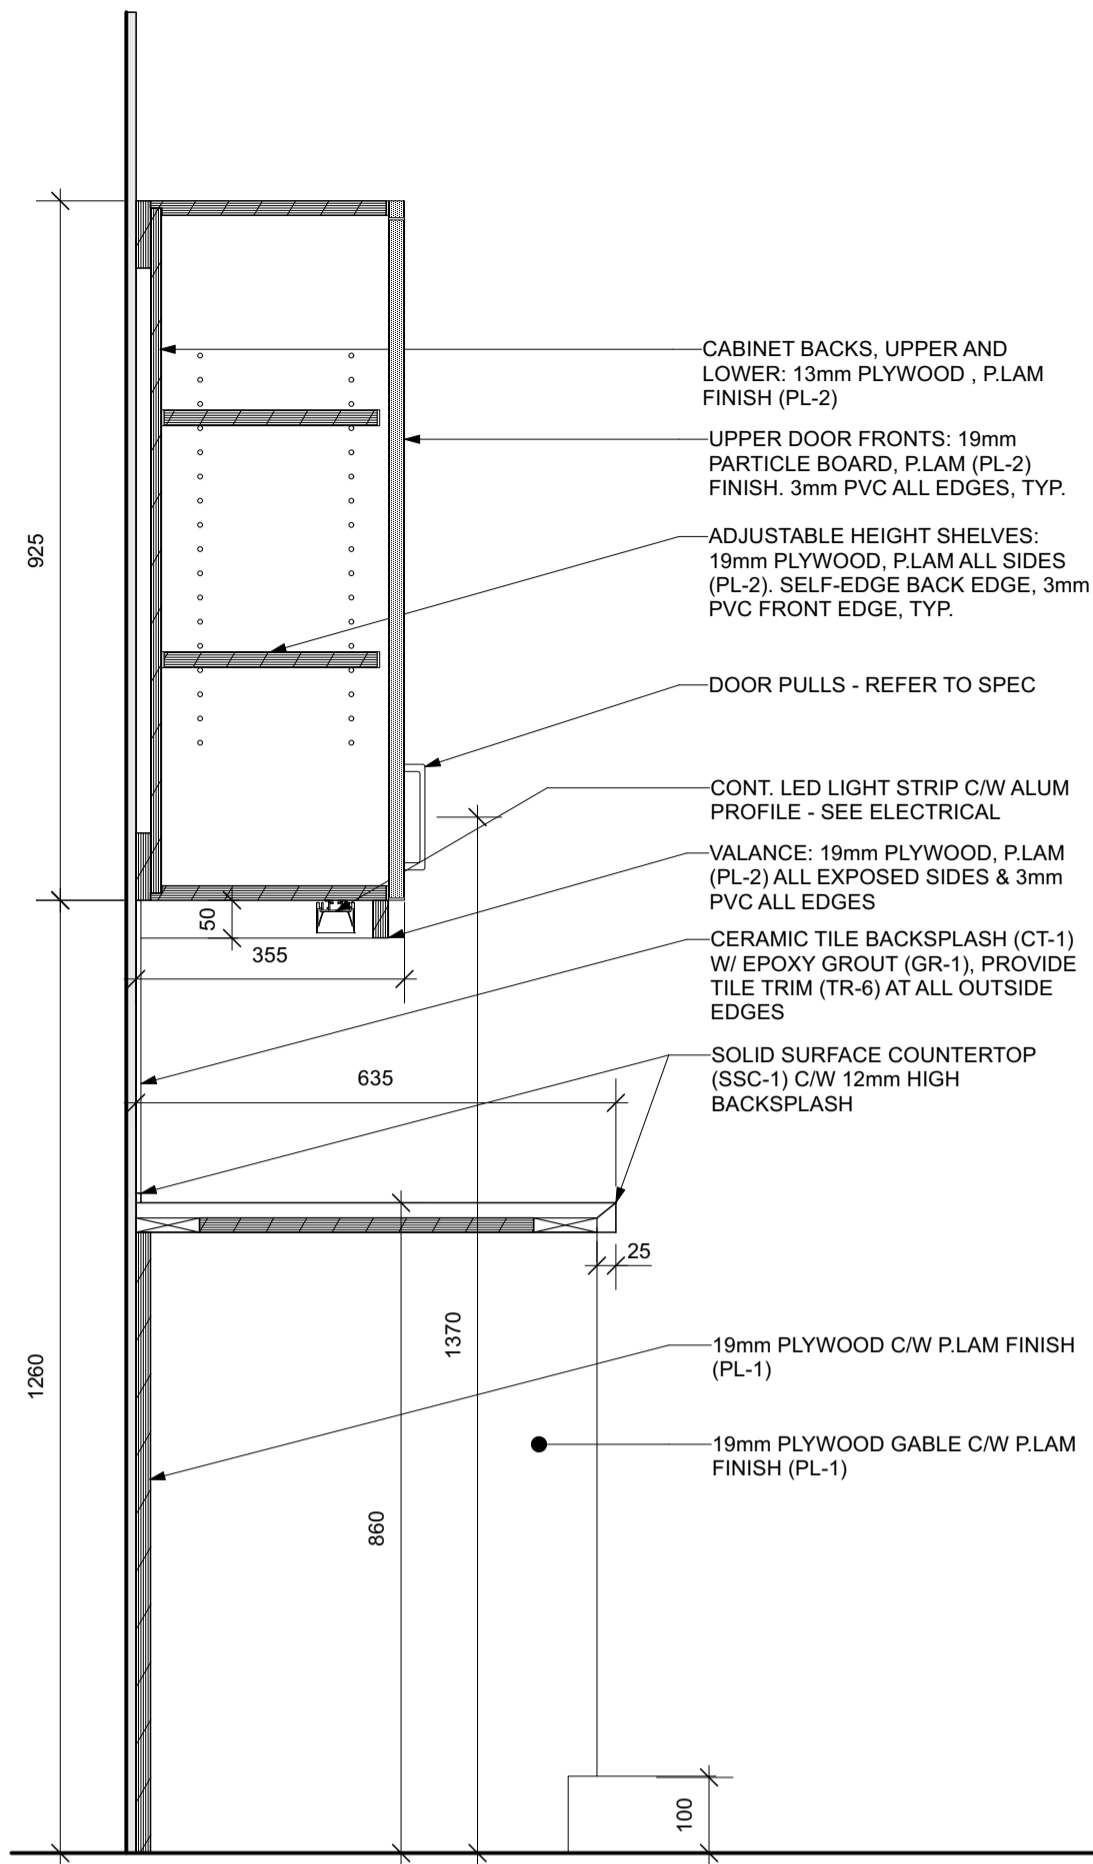 CABINET BACKS, UPPER AND
LOWER: 13mm PLYWOOD , P.LAM
FINISH (PL-2)
UPPER DOOR FRONTS: 19mm
PARTICLE BOARD, P.LAM (PL-2)
FINISH. 3mm PVC ALL EDGES, TYP.
ADJUSTABLE HEIGHT SHELVES:
19mm PLYWOOD, P.LAM ALL SIDES
(PL-2). SELF-EDGE BACK EDGE, 3mm
PVC FRONT EDGE, TYP.
925
DOOR PULLS - REFER TO SPEC
CONT. LED LIGHT STRIP C/W ALUM
PROFILE - SEE ELECTRICAL
VALANCE: 19mm PLYWOOD, P.LAM
(PL-2) ALL EXPOSED SIDES & 3mm
PVC ALL EDGES
50
355
CERAMIC TILE BACKSPLASH (CT-1)
W/ EPOXY GROUT (GR-1), PROVIDE
TILE TRIM (TR-6) AT ALL OUTSIDE
EDGES
635
SOLID SURFACE COUNTERTOP
(SSC-1) C/W 12mm HIGH
BACKSPLASH
25
1370
1260
19mm PLYWOOD C/W P.LAM FINISH
(PL-1)
19mm PLYWOOD GABLE C/W P.LAM
FINISH (PL-1)
860
100